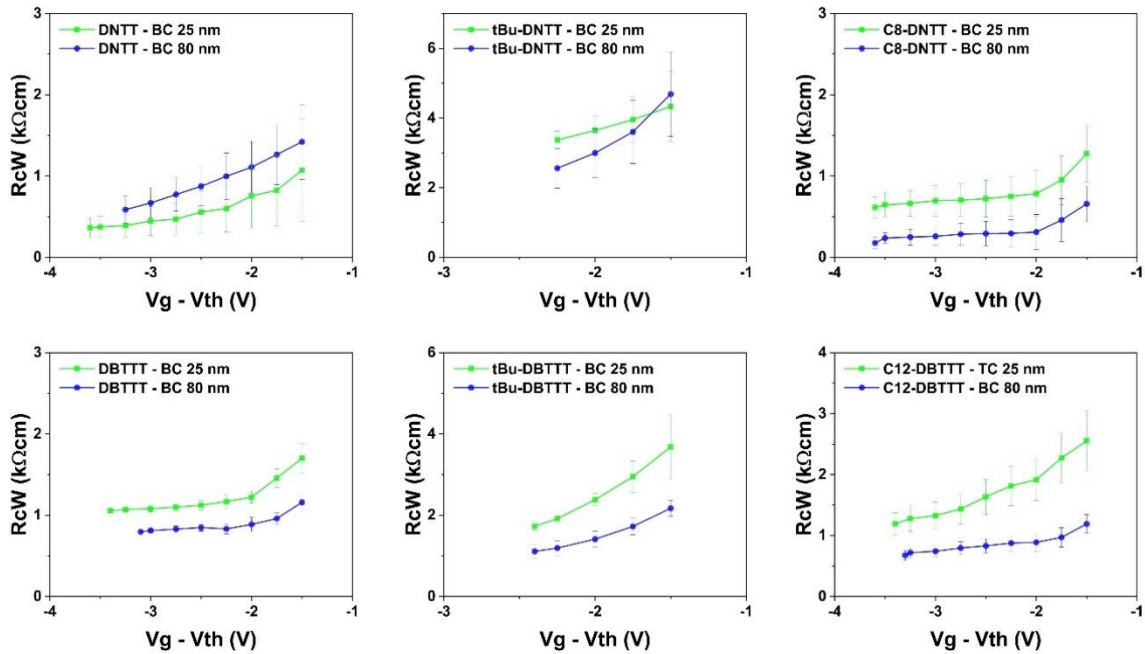 DNTT - BC 25 nm
DNTT - BC 80 nm
3
2
1
0
RcW (kΩcm)
-4 -3 -2 -1
Vg - Vth (V)
tBu-DNTT - BC 25 nm
tBu-DNTT - BC 80 nm
6
4
2
0
RcW (kΩcm)
-3 -2 -1
Vg - Vth (V)
C8-DNTT - BC 25 nm
C8-DNTT - BC 80 nm
3
2
1
0
RcW (kΩcm)
-4 -3 -2 -1
Vg - Vth (V)
DBTTT - BC 25 nm
DBTTT - BC 80 nm
3
2
1
0
RcW (kΩcm)
-4 -3 -2 -1
Vg - Vth (V)
tBu-DBTTT - BC 25 nm
tBu-DBTTT - BC 80 nm
6
4
2
0
RcW (kΩcm)
-3 -2 -1
Vg - Vth (V)
C12-DBTTT - TC 25 nm
C12-DBTTT - BC 80 nm
4
3
2
1
0
RcW (kΩcm)
-4 -3 -2 -1
Vg - Vth (V)